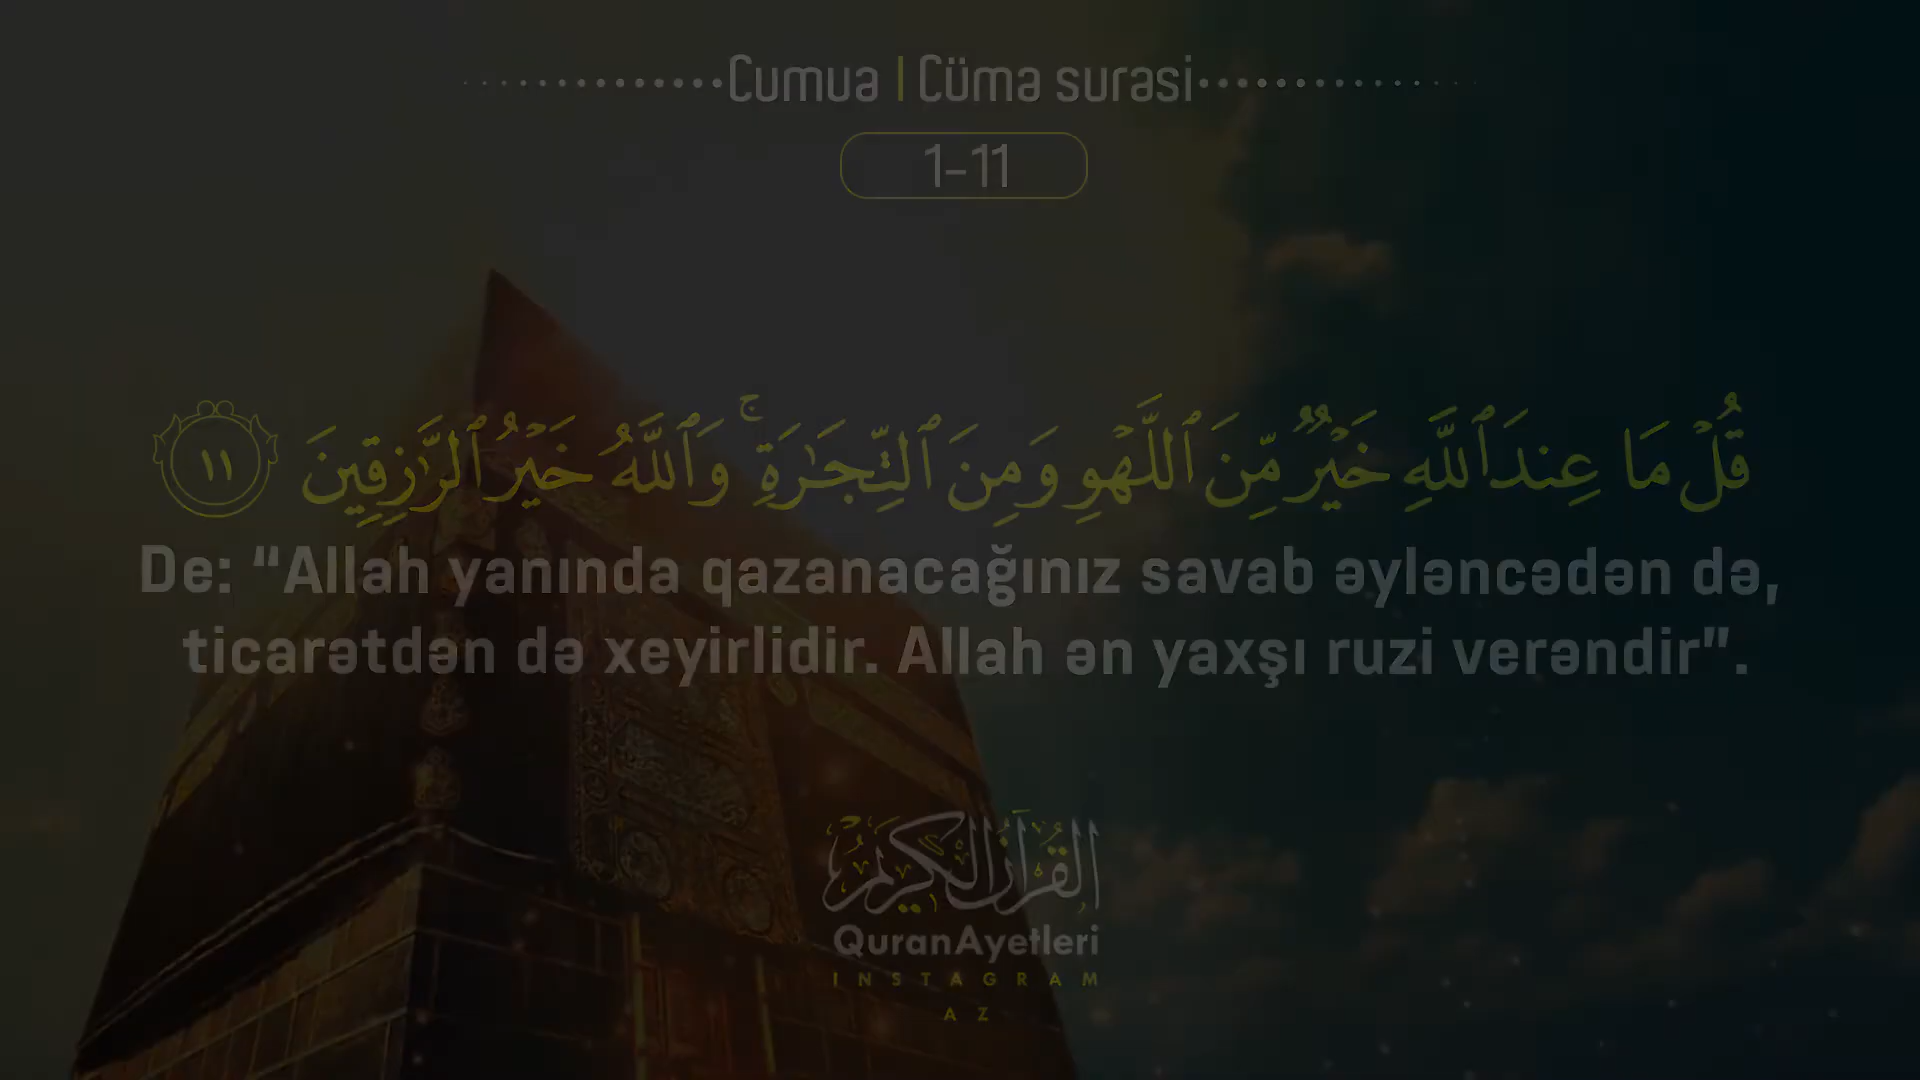 Cumua | Cümə surəsi
1-11
قُلْ مَا عِندَ ٱللَّهِ خَيْرٌ مِّنَ ٱللَّهْوِ وَمِنَ ٱلتِّجَـٰرَةِ ۚ وَٱللَّهُ خَيْرُ ٱلرَّٰزِقِينَ ١١
De: “Allah yanında qazanacağınız savab əyləncədən də,
ticarətdən də xeyirlidir. Allah ən yaxşı ruzi verəndir”.
القرآن الكريم
QuranAyetleri
INSTAGRAM
AZ